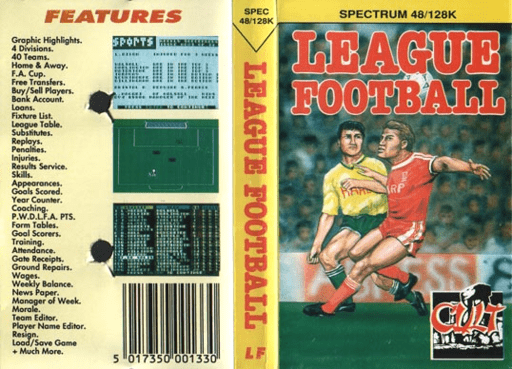 FEATURES
Graphic Highlights.
4 Divisions.
40 Teams.
Home & Away.
F.A. Cup.
Free Transfers.
Buy/Sell Players.
Bank Account.
Loans.
Fixture List.
League Table.
Substitutes.
Replays.
Penalties.
Injuries.
Results Service.
Skills.
Appearances.
Goals Scored.
Year Counter.
Coaching.
P.W.D.L.F.A. PTS.
Form Tables.
Goal Scorers.
Training.
Attendance.
Gate Receipts.
Ground Repairs.
Wages.
Weekly Balance.
News Paper.
Manager of Week.
Morale.
Team Editor.
Player Name Editor.
Resign.
Load/Save Game
+ Much More.
SPORTS
5 017350 001330
SPEC
48/128K
LEAGUE FOOTBALL
LF
SPECTRUM 48/128K
LEAGUE
FOOTBALL
CULT